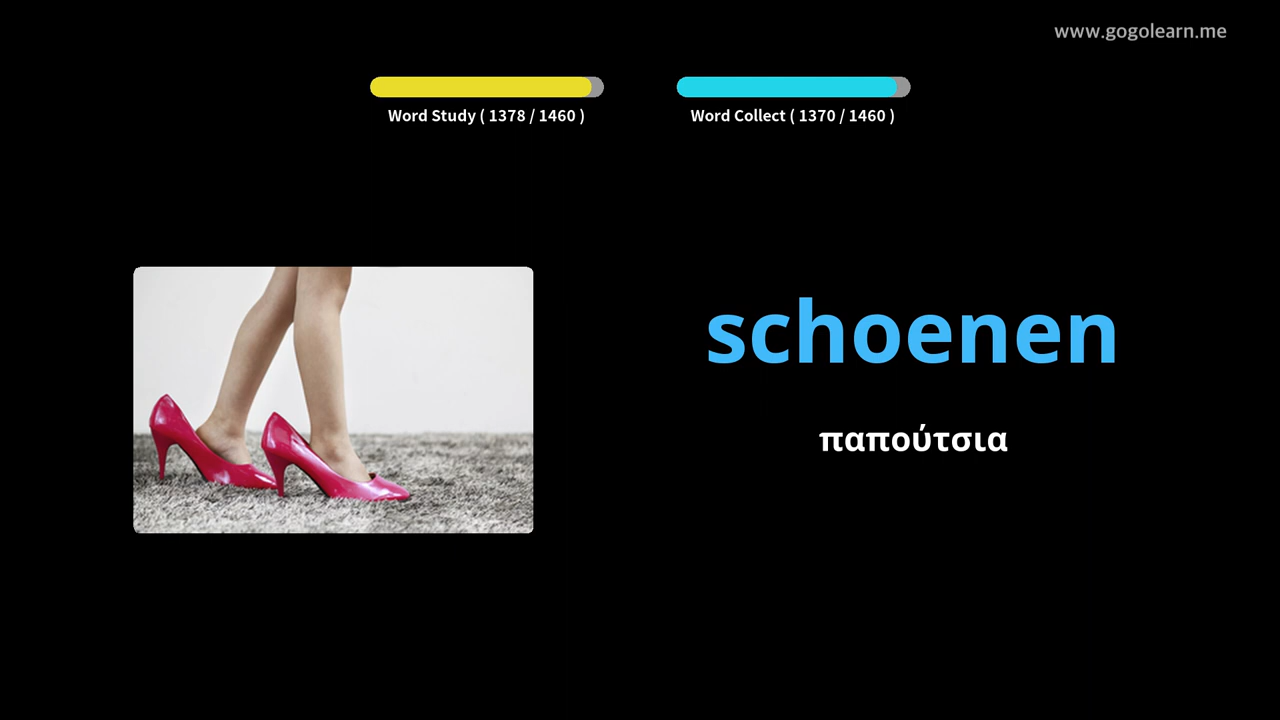 www.gogolearn.me
Word Study ( 1378 / 1460 )
Word Collect ( 1370 / 1460 )
schoenen
παπούτσια